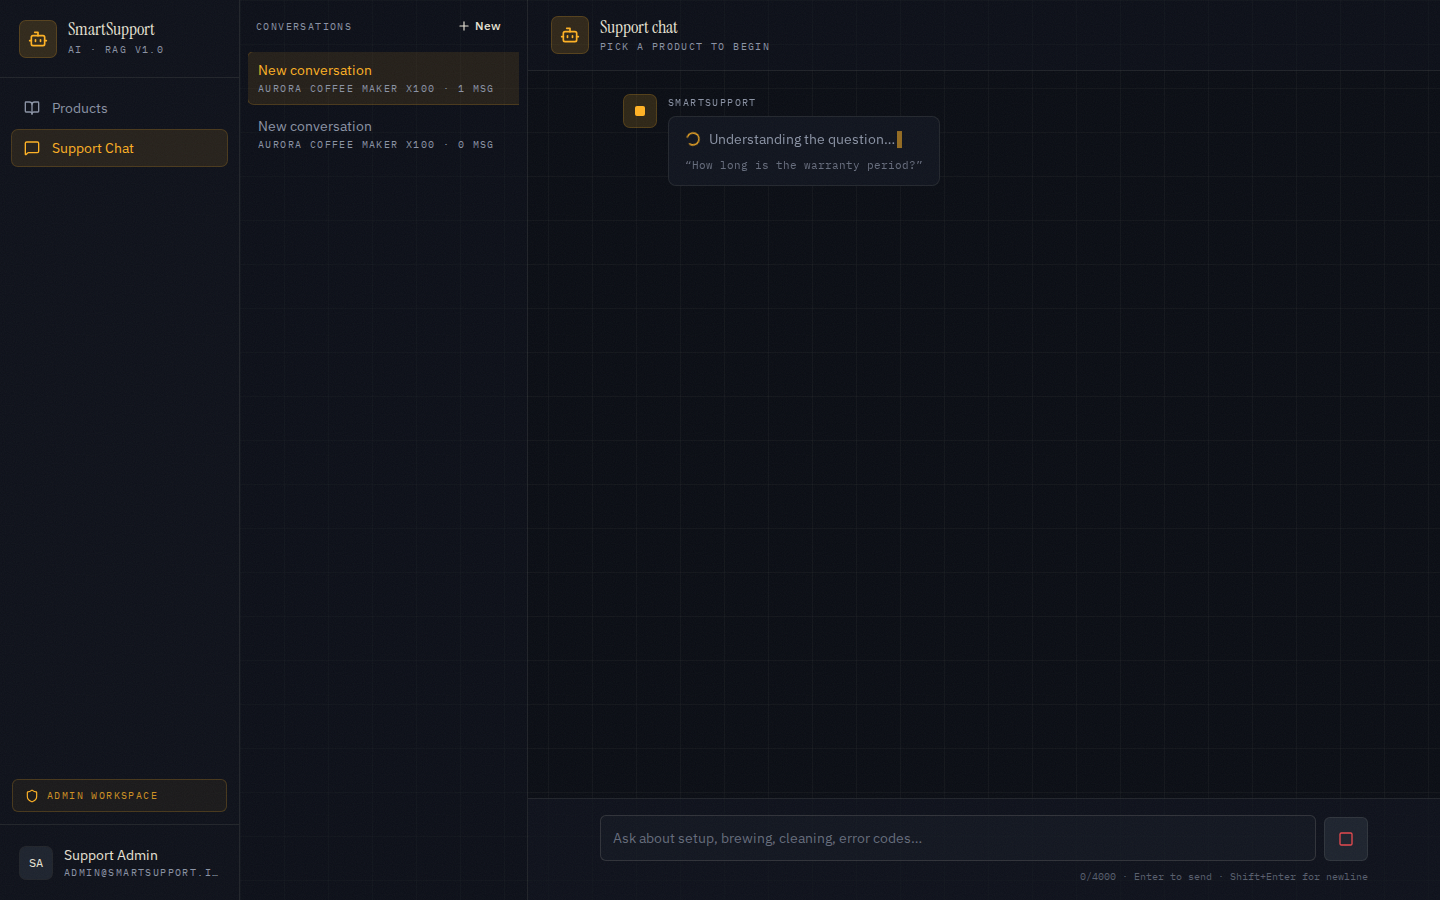 SmartSupport
AI · RAG V1.0
Products
Support Chat
ADMIN WORKSPACE
SA
Support Admin
ADMIN@SMARTSUPPORT.I…
CONVERSATIONS
New
New conversation
AURORA COFFEE MAKER X100 · 1 MSG
New conversation
AURORA COFFEE MAKER X100 · 0 MSG
Support chat
PICK A PRODUCT TO BEGIN
SMARTSUPPORT
Understanding the question…
“How long is the warranty period?”
Ask about setup, brewing, cleaning, error codes…
0/4000 · Enter to send · Shift+Enter for newline